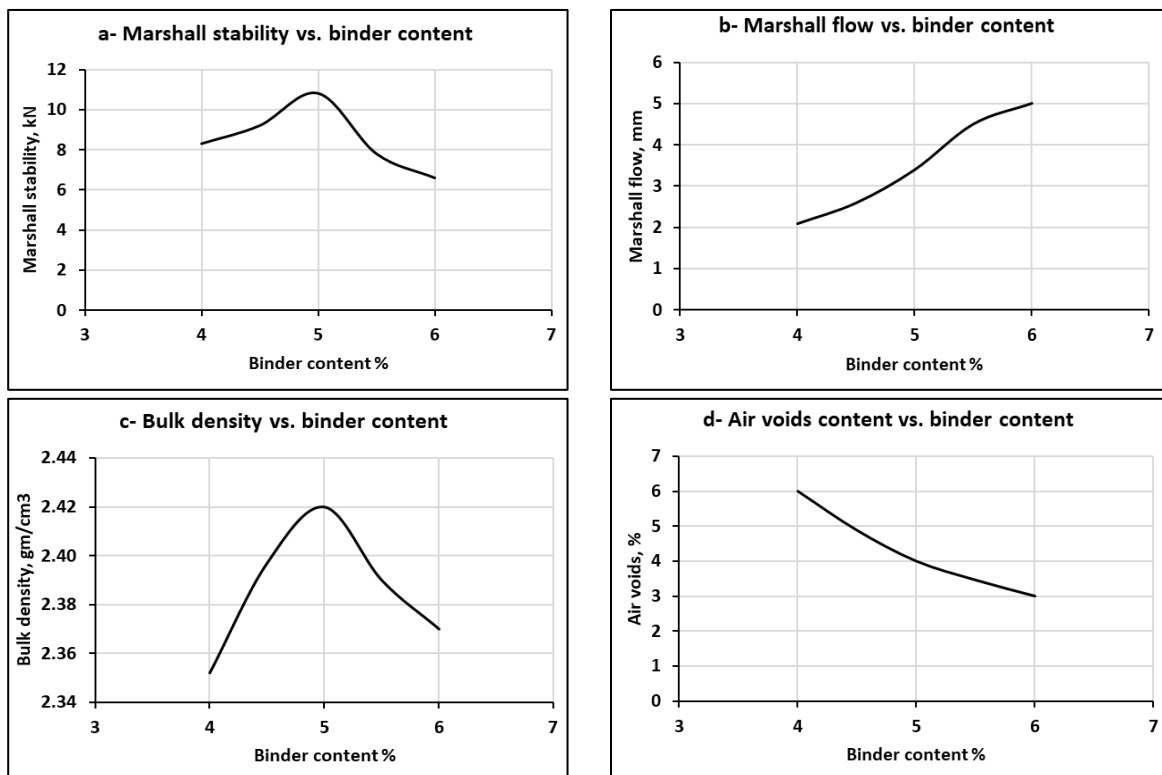 a- Marshall stability vs. binder content
Marshall stability, kN
12
10
8
6
4
2
0
3 4 5 6 7
Binder content %
b- Marshall flow vs. binder content
Marshall flow, mm
6
5
4
3
2
1
0
3 4 5 6 7
Binder content %
c- Bulk density vs. binder content
Bulk density, gm/cm3
2.44
2.42
2.40
2.38
2.36
2.34
3 4 5 6 7
Binder content %
d- Air voids content vs. binder content
Air voids, %
7
6
5
4
3
2
1
0
3 4 5 6 7
Binder content %